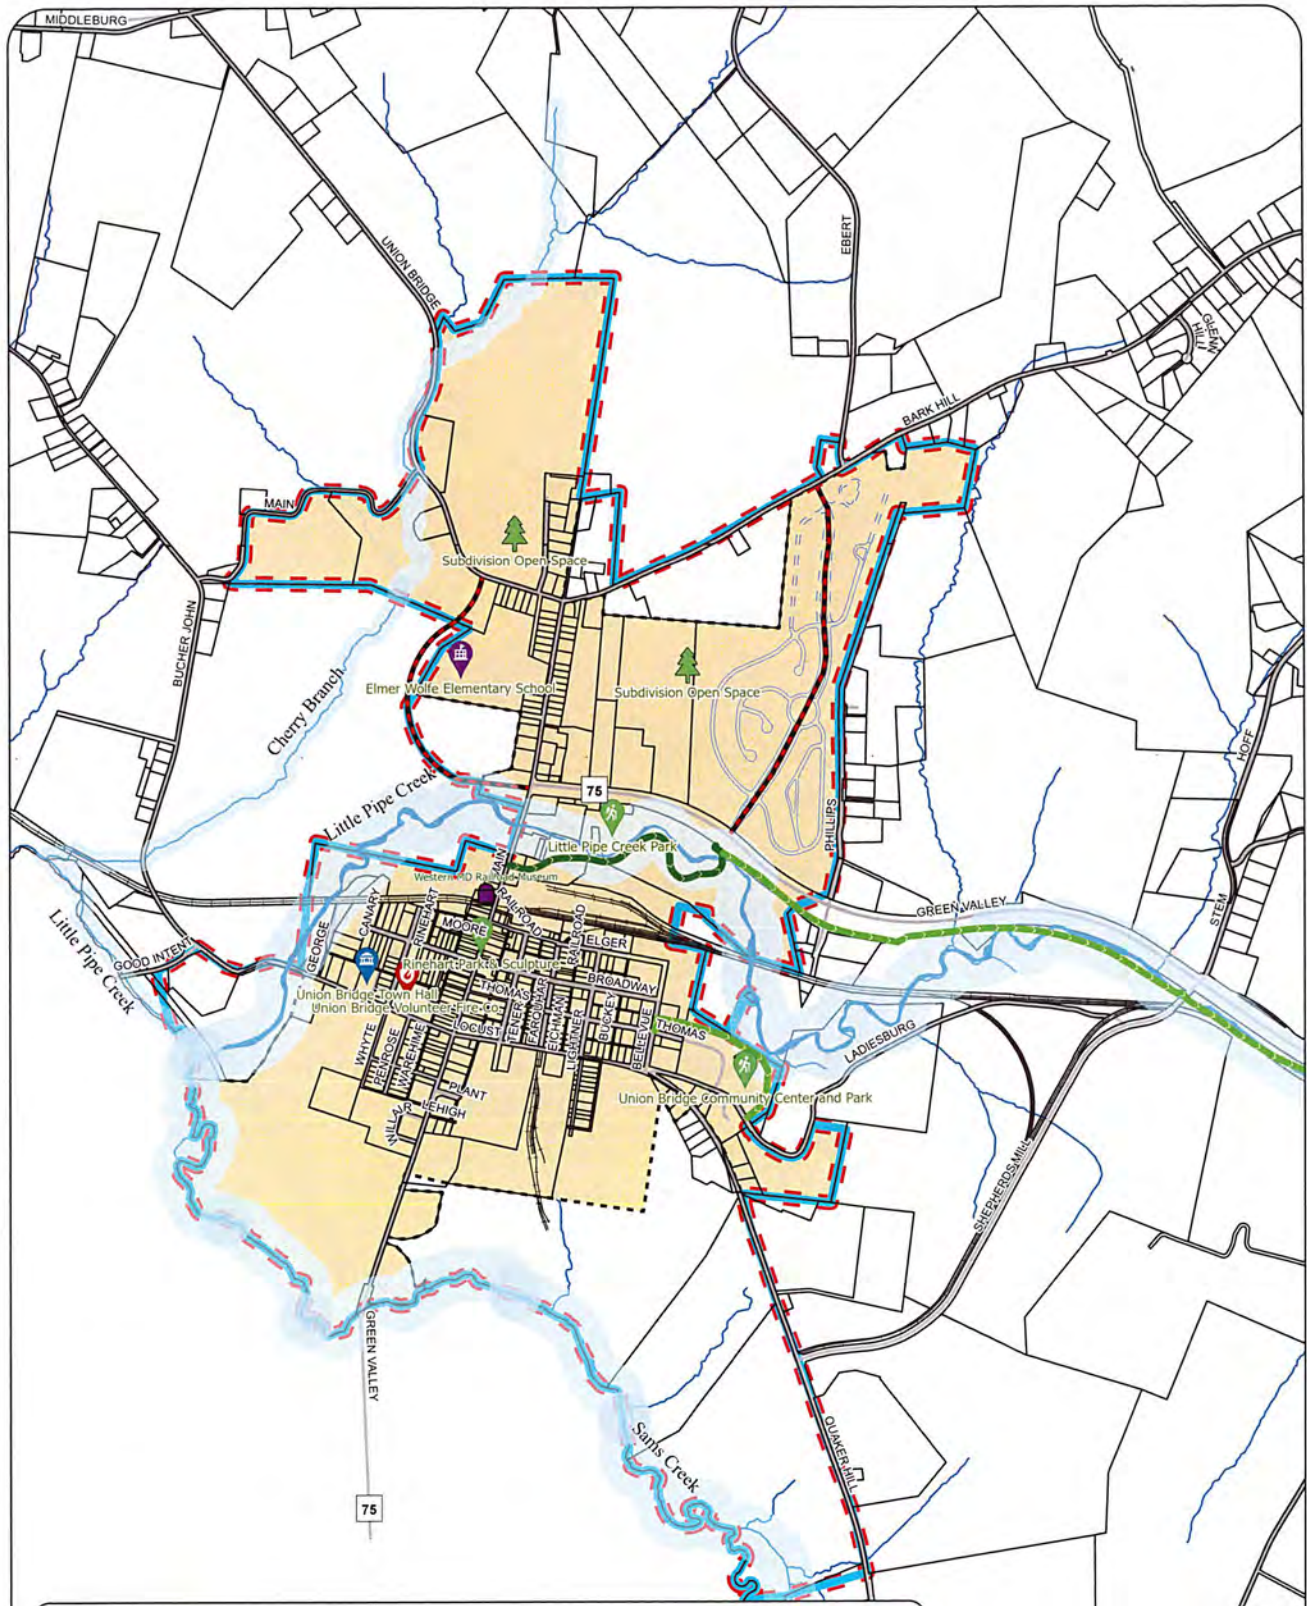 MIDDLEBURG
UNION BRIDGE
EBERT
GLENN
HILL
BARK HILL
MAIN
Subdivision Open Space
BUCHER JOHN
Elmer Wolfe Elementary School
Subdivision Open Space
Cherry Branch
HOFF
Little Pipe Creek
75
PHILLIPS
Little Pipe Creek Park
MAIN
Western MD Railroad Museum
RAILROAD
CANARY
RINEHART
MOORE
RAILROAD
ELGER
GREEN VALLEY
STEM
Little Pipe Creek
GOOD INTENT
GEORGE
Rinehart Park & Sculpture
BROADWAY
Union Bridge Town Hall
THOMAS
Union Bridge Volunteer Fire Co.
LOCUST
TENER
FARQUHAR
EICHMAN
LIGHTNER
BUCKEY
BELLEVUE
THOMAS
LADIESBURG
WHYTE
PENROSE
WAREHIME
PLANT
LEHIGH
Union Bridge Community Center and Park
SHEPHERDS MILL
GREEN VALLEY
Sams Creek
QUAKER HILL
75